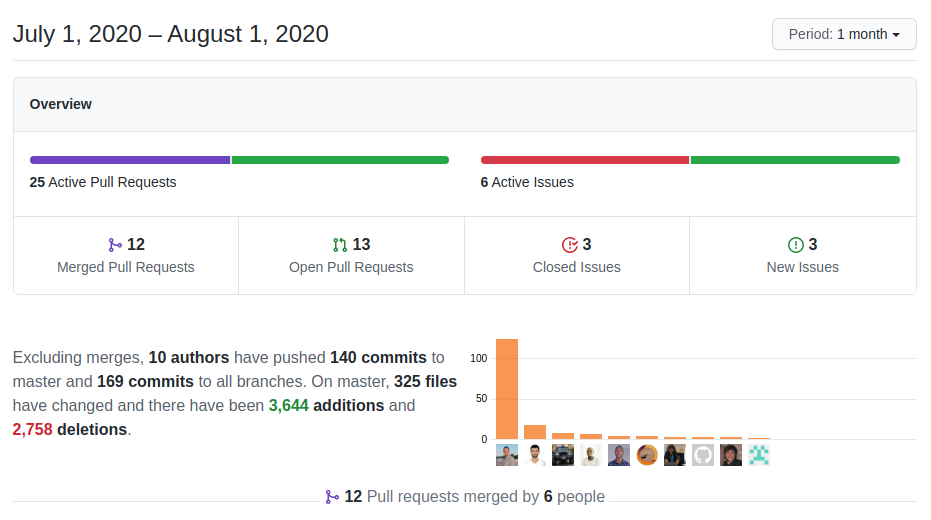 July 1, 2020 – August 1, 2020
Period: 1 month
Overview
25 Active Pull Requests
6 Active Issues
12
Merged Pull Requests
13
Open Pull Requests
3
Closed Issues
3
New Issues
Excluding merges, 10 authors have pushed 140 commits to
master and 169 commits to all branches. On master, 325 files
have changed and there have been 3,644 additions and
2,758 deletions.
100
50
0
12 Pull requests merged by 6 people